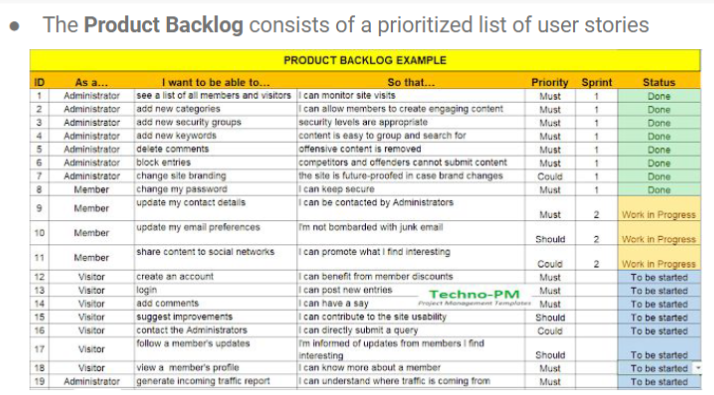 ● The Product Backlog consists of a prioritized list of user stories
PRODUCT BACKLOG EXAMPLE
ID As a... I want to be able to... So that... Priority Sprint Status
1 Administrator see a list of all members and visitors I can monitor site visits Must 1 Done
2 Administrator add new categories I can allow members to create engaging content Must 1 Done
3 Administrator add new security groups security levels are appropriate Must 1 Done
4 Administrator add new keywords content is easy to group and search for Must 1 Done
5 Administrator delete comments offensive content is removed Must 1 Done
6 Administrator block entries competitors and offenders cannot submit content Must 1 Done
7 Administrator change site branding the site is future-proofed in case brand changes Could 1 Done
8 Member change my password I can keep secure Must 1 Done
9 Member update my contact details I can be contacted by Administrators Must 2 Work in Progress
10 Member update my email preferences I'm not bombarded with junk email Should 2 Work in Progress
11 Member share content to social networks I can promote what I find interesting Could 2 Work in Progress
12 Visitor create an account I can benefit from member discounts Must To be started
13 Visitor login I can post new entries Must To be started
14 Visitor add comments I can have a say Must To be started
Techno-PM
Project Management Templates
15 Visitor suggest improvements I can contribute to the site usability Should To be started
16 Visitor contact the Administrators I can directly submit a query Could To be started
17 Visitor follow a member's updates I'm informed of updates from members I find
interesting Should To be started
18 Visitor view a member's profile I can know more about a member Must To be started
19 Administrator generate incoming traffic report I can understand where traffic is coming from Must To be started